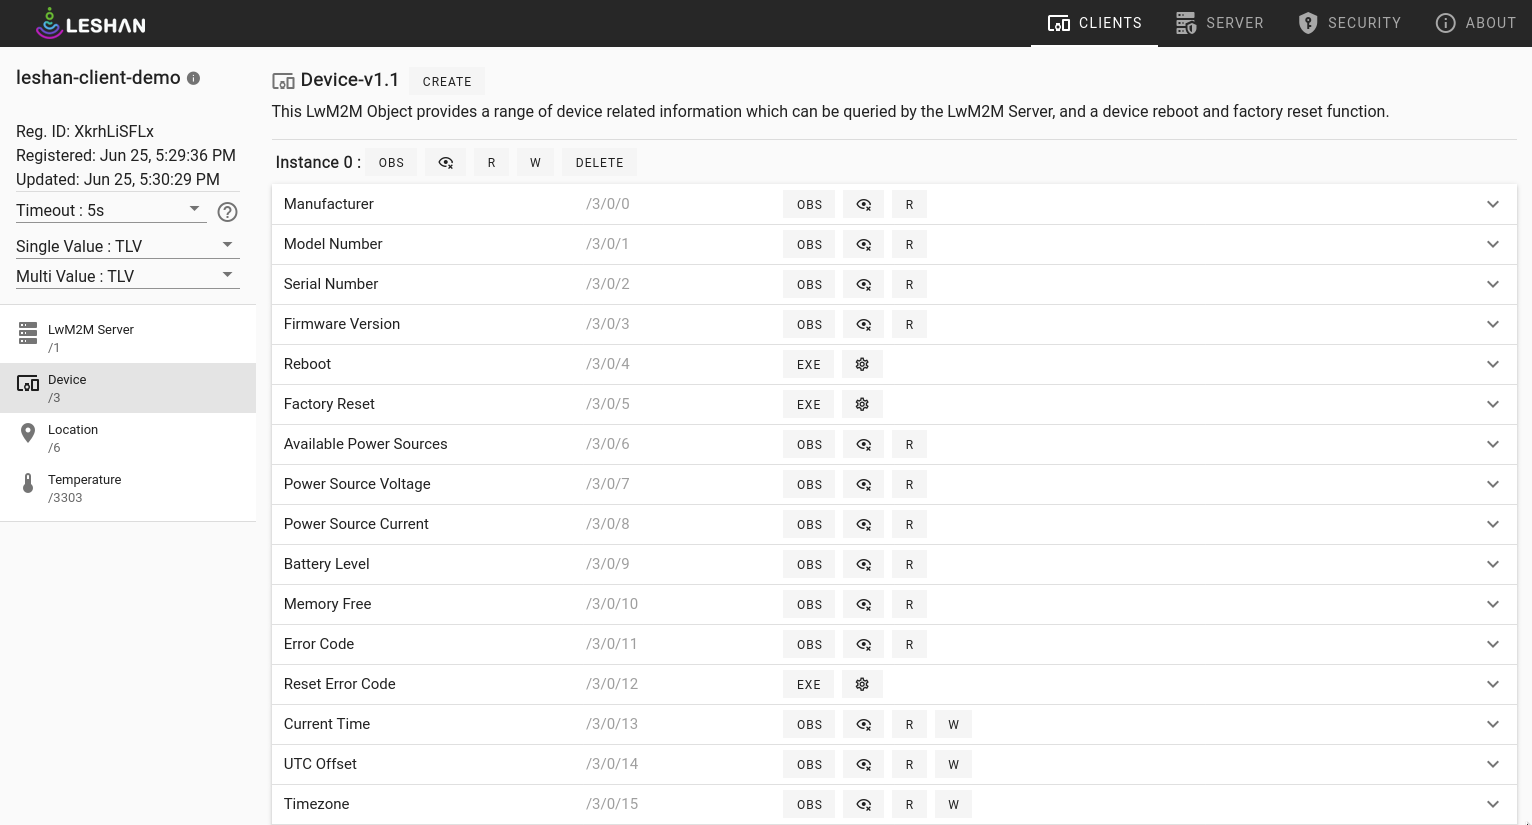 LESHAN
CLIENTS SERVER SECURITY ABOUT
leshan-client-demo
Reg. ID: XkrhLiSFLx
Registered: Jun 25, 5:29:36 PM
Updated: Jun 25, 5:30:29 PM
Timeout : 5s
Single Value : TLV
Multi Value : TLV
LwM2M Server
/1
Device
/3
Location
/6
Temperature
/3303
Device-v1.1 CREATE
This LwM2M Object provides a range of device related information which can be queried by the LwM2M Server, and a device reboot and factory reset function.
Instance 0 : OBS R W DELETE
Manufacturer /3/0/0 OBS R
Model Number /3/0/1 OBS R
Serial Number /3/0/2 OBS R
Firmware Version /3/0/3 OBS R
Reboot /3/0/4 EXE
Factory Reset /3/0/5 EXE
Available Power Sources /3/0/6 OBS R
Power Source Voltage /3/0/7 OBS R
Power Source Current /3/0/8 OBS R
Battery Level /3/0/9 OBS R
Memory Free /3/0/10 OBS R
Error Code /3/0/11 OBS R
Reset Error Code /3/0/12 EXE
Current Time /3/0/13 OBS R W
UTC Offset /3/0/14 OBS R W
Timezone /3/0/15 OBS R W